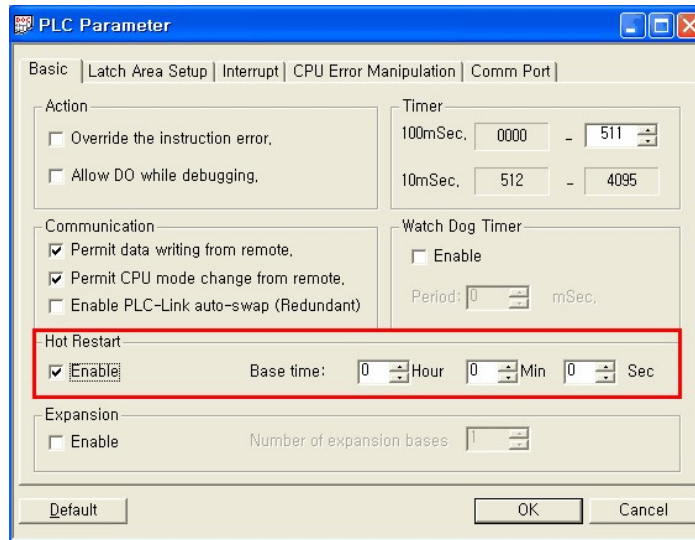 PLC Parameter
Basic Latch Area Setup Interrupt CPU Error Manipulation Comm Port
Action
Override the instruction error,
Allow DO while debugging,
Timer
100mSec, 0000 - 511
10mSec, 512 - 4095
Communication
Permit data writing from remote,
Permit CPU mode change from remote,
Enable PLC-Link auto-swap (Redundant)
Watch Dog Timer
Enable
Period: 0 mSec,
Hot Restart
Enable Base time: 0 Hour 0 Min 0 Sec
Expansion
Enable Number of expansion bases 1
Default OK Cancel